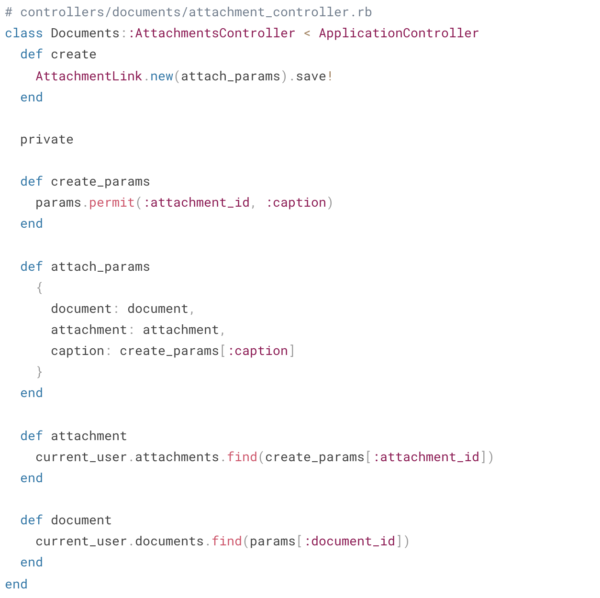 # controllers/documents/attachment_controller.rb
class Documents::AttachmentsController < ApplicationController
  def create
    AttachmentLink.new(attach_params).save!
  end

  private

  def create_params
    params.permit(:attachment_id, :caption)
  end

  def attach_params
    {
      document: document,
      attachment: attachment,
      caption: create_params[:caption]
    }
  end

  def attachment
    current_user.attachments.find(create_params[:attachment_id])
  end

  def document
    current_user.documents.find(params[:document_id])
  end
end